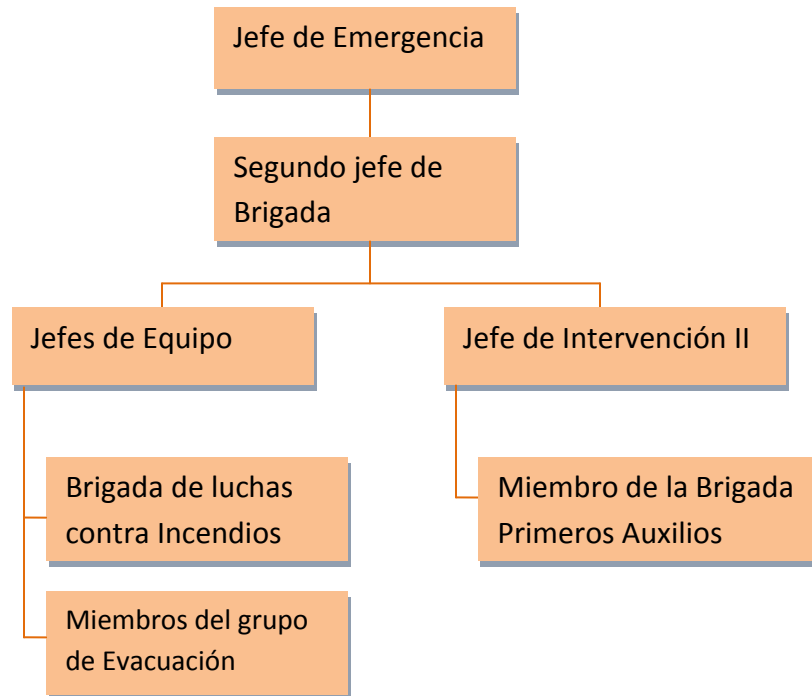 Jefe de Emergencia
Segundo jefe de
Brigada
Jefes de Equipo
Jefe de Intervención II
Brigada de luchas
contra Incendios
Miembro de la Brigada
Primeros Auxilios
Miembros del grupo
de Evacuación